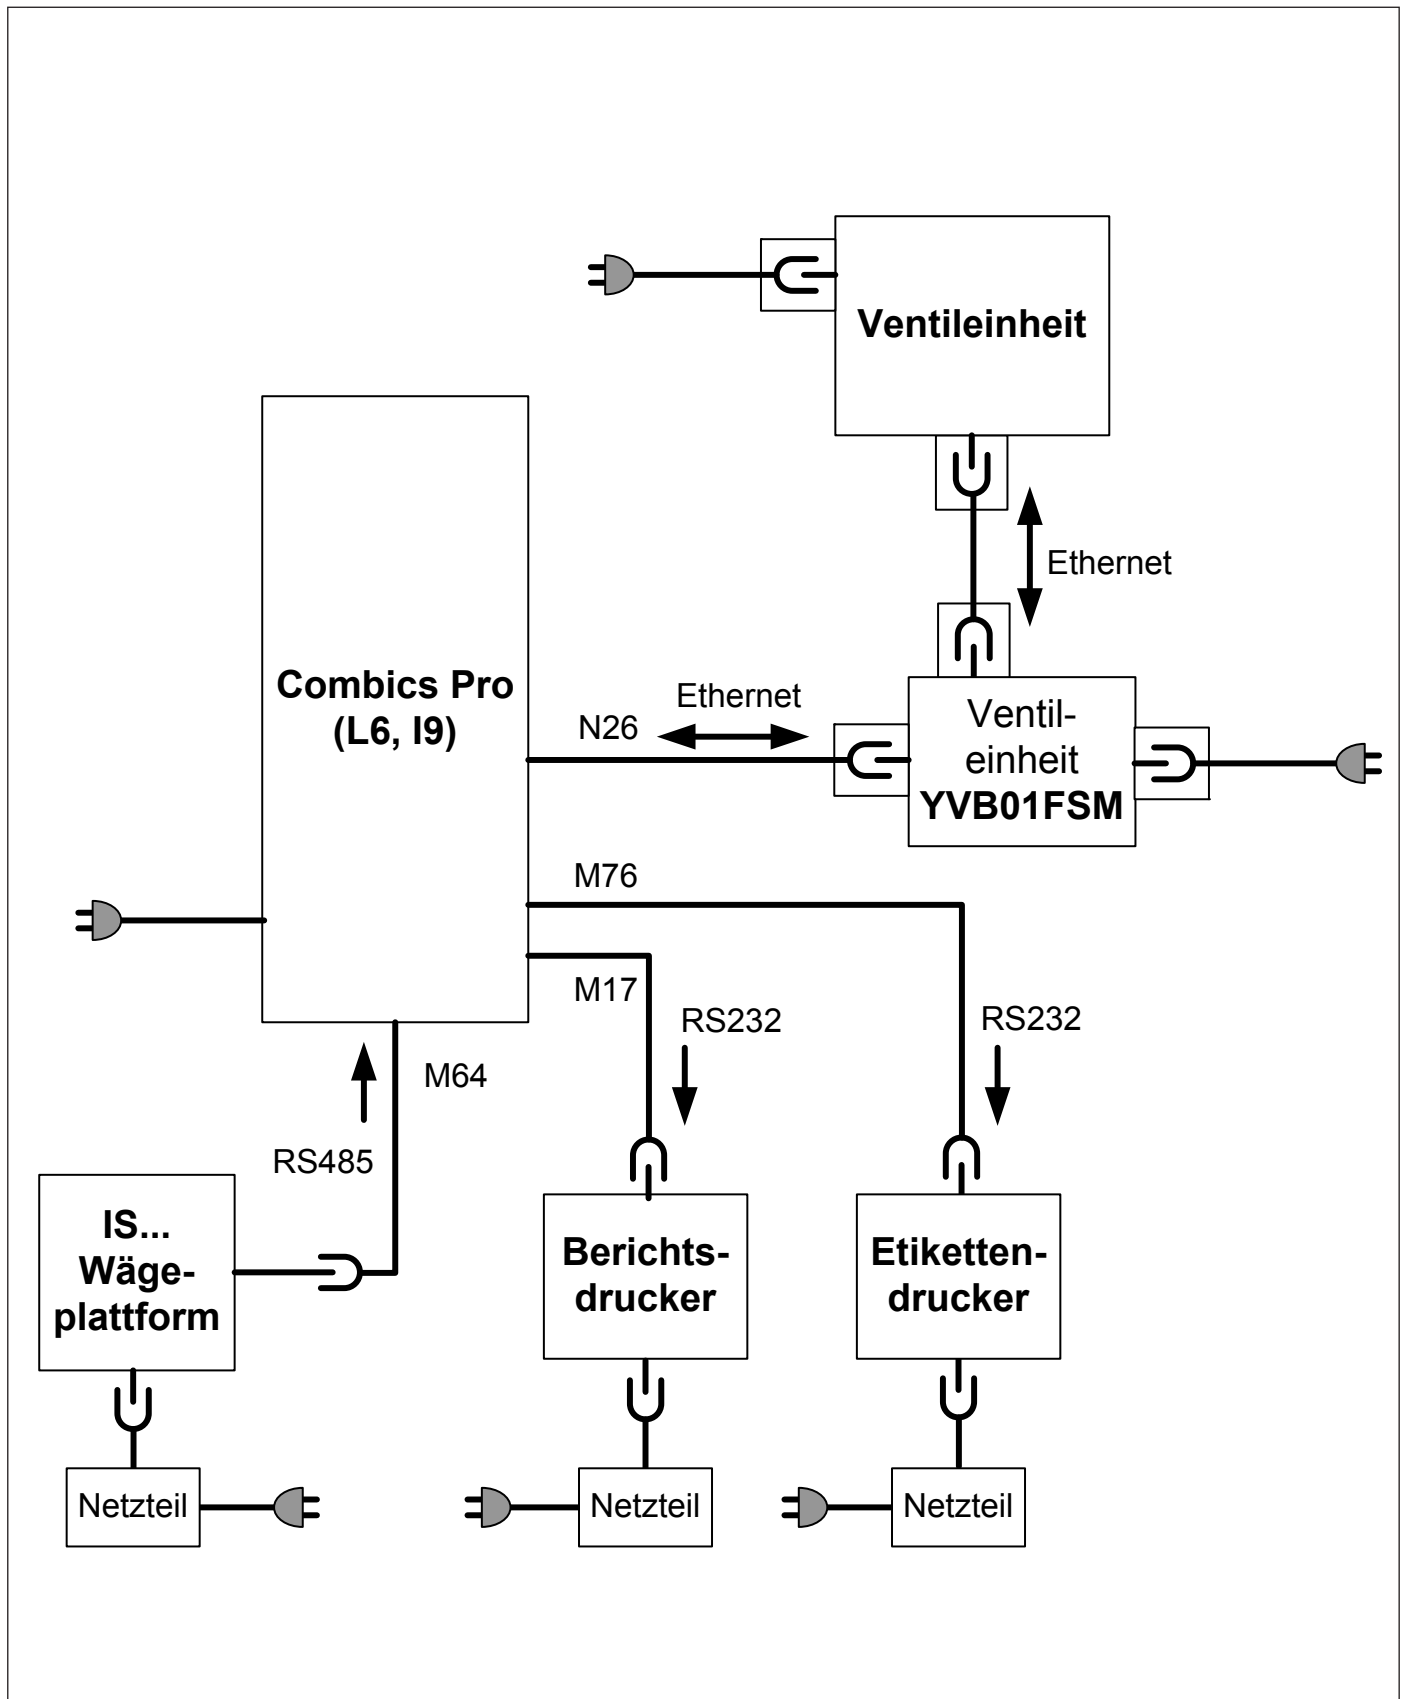 Ventileinheit
Ethernet
Combics Pro
(L6, I9)
N26
Ethernet
Ventil-
einheit
YVB01FSM
M76
M17
RS232
RS232
M64
RS485
IS...
Wäge-
plattform
Berichts-
drucker
Etiketten-
drucker
Netzteil
Netzteil
Netzteil